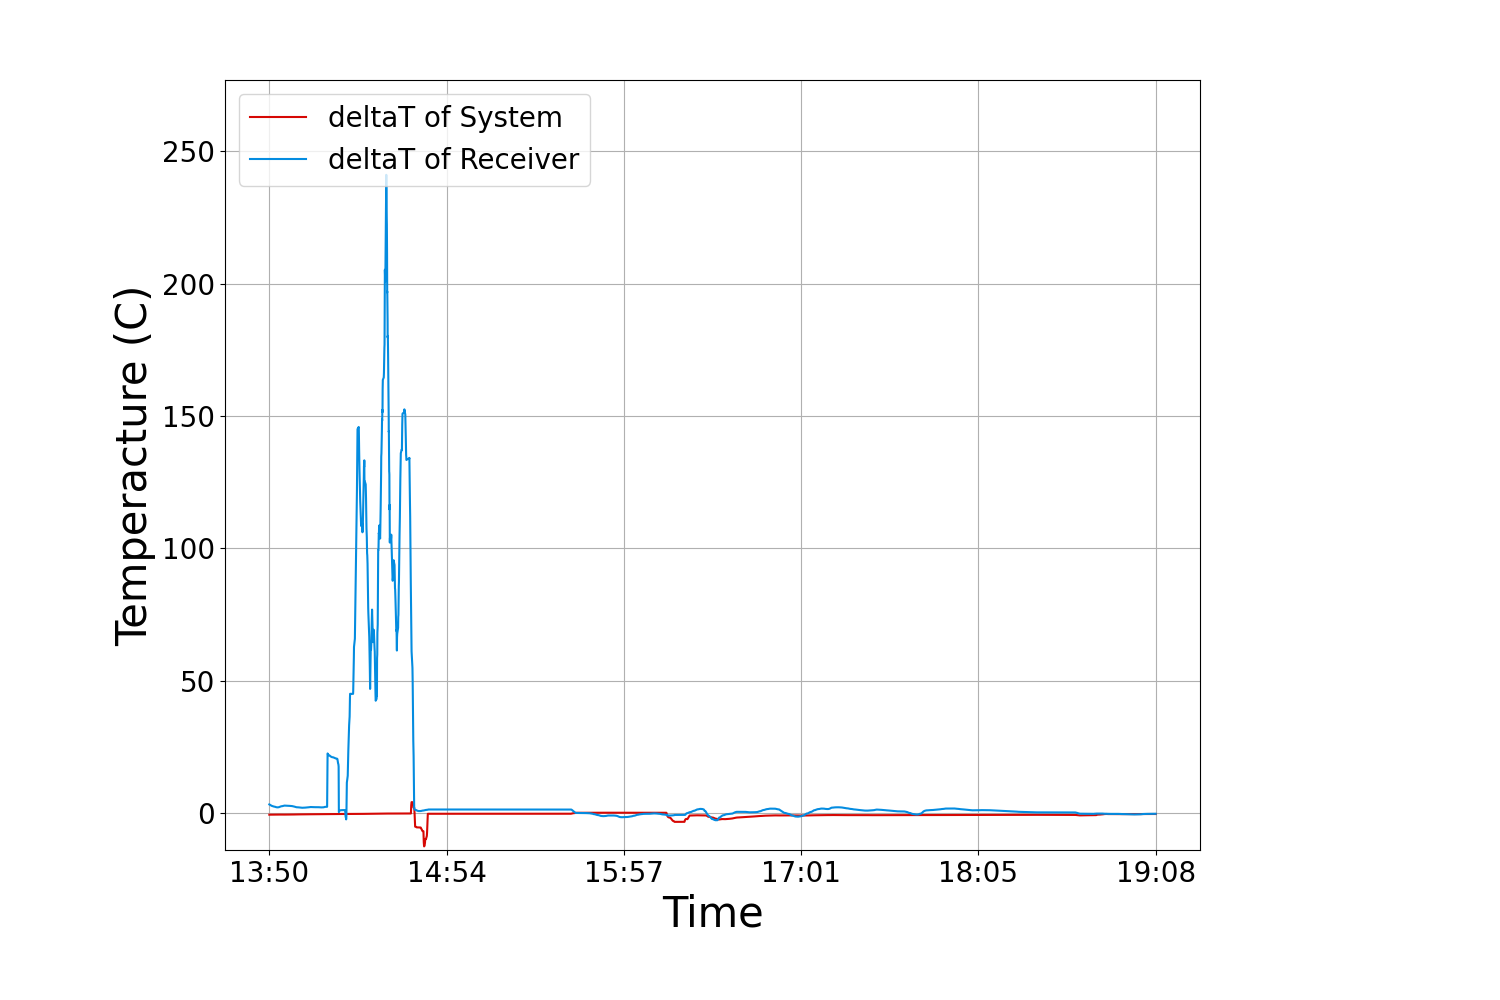 deltaT of System
deltaT of Receiver
250
200
150
100
50
0
Temperacture (C)
13:50 14:54 15:57 17:01 18:05 19:08
Time